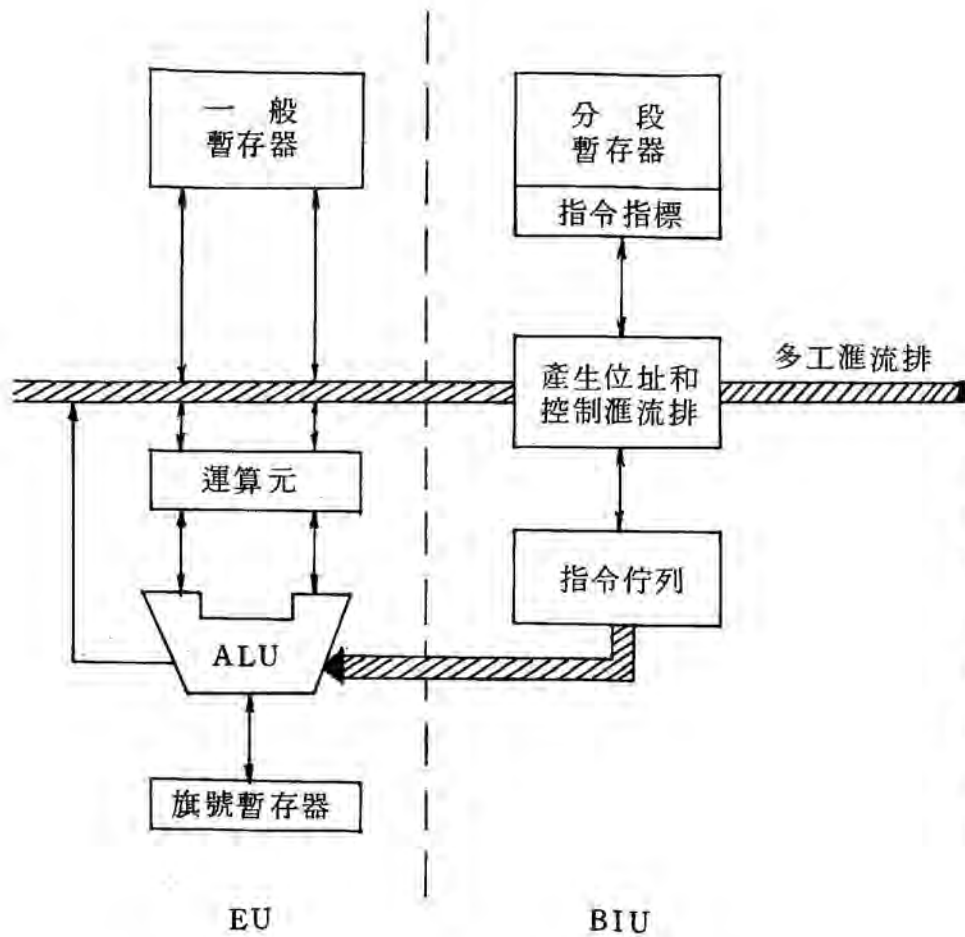 一般
暫存器
分段
暫存器
指令指標
多工滙流排
產生位址和
控制滙流排
運算元
指令佇列
ALU
旗號暫存器
EU
BIU